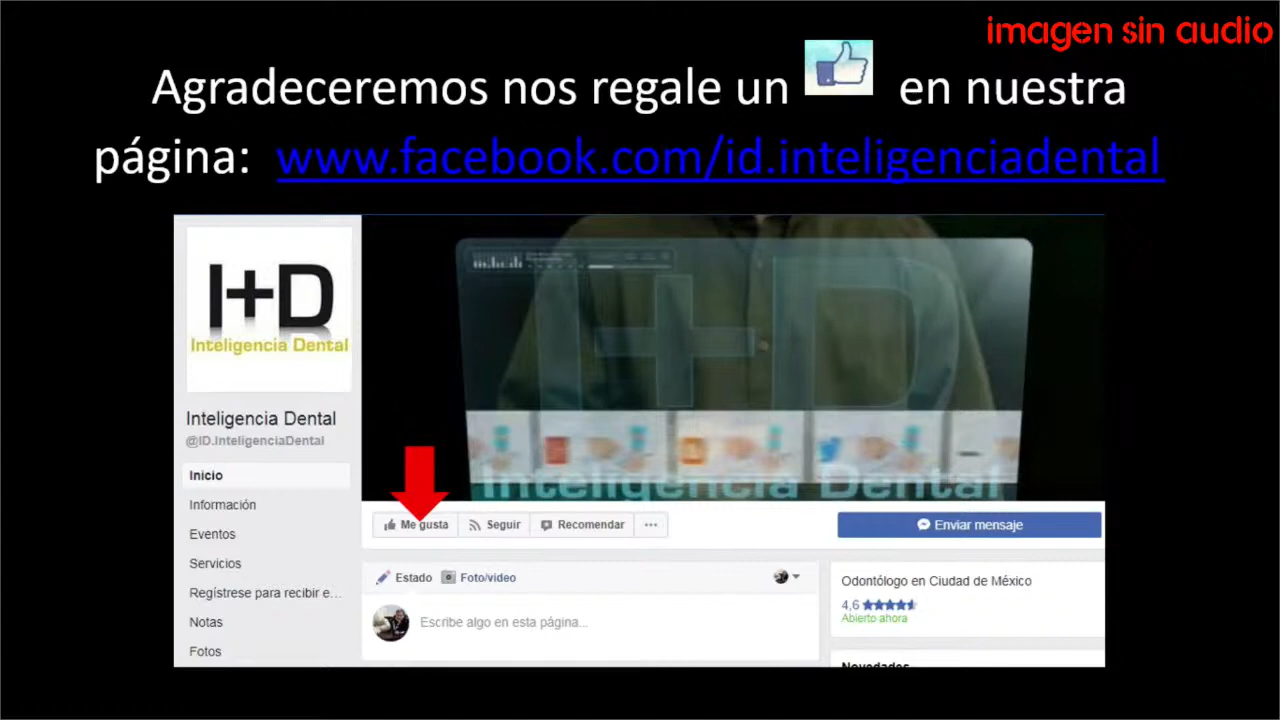 imagen sin audio
Agradeceremos nos regale un en nuestra
página: www.facebook.com/id.inteligenciadental
I+D
Inteligencia Dental
I+D
Inteligencia Dental
Inteligencia Dental
@ID.InteligenciaDental
Inicio
Información
Eventos
Servicios
Regístrese para recibir e...
Notas
Fotos
Me gusta Seguir Recomendar ...
Enviar mensaje
Estado Foto/video
Escribe algo en esta página...
Odontólogo en Ciudad de México
4,6
Abierto ahora
Novedades